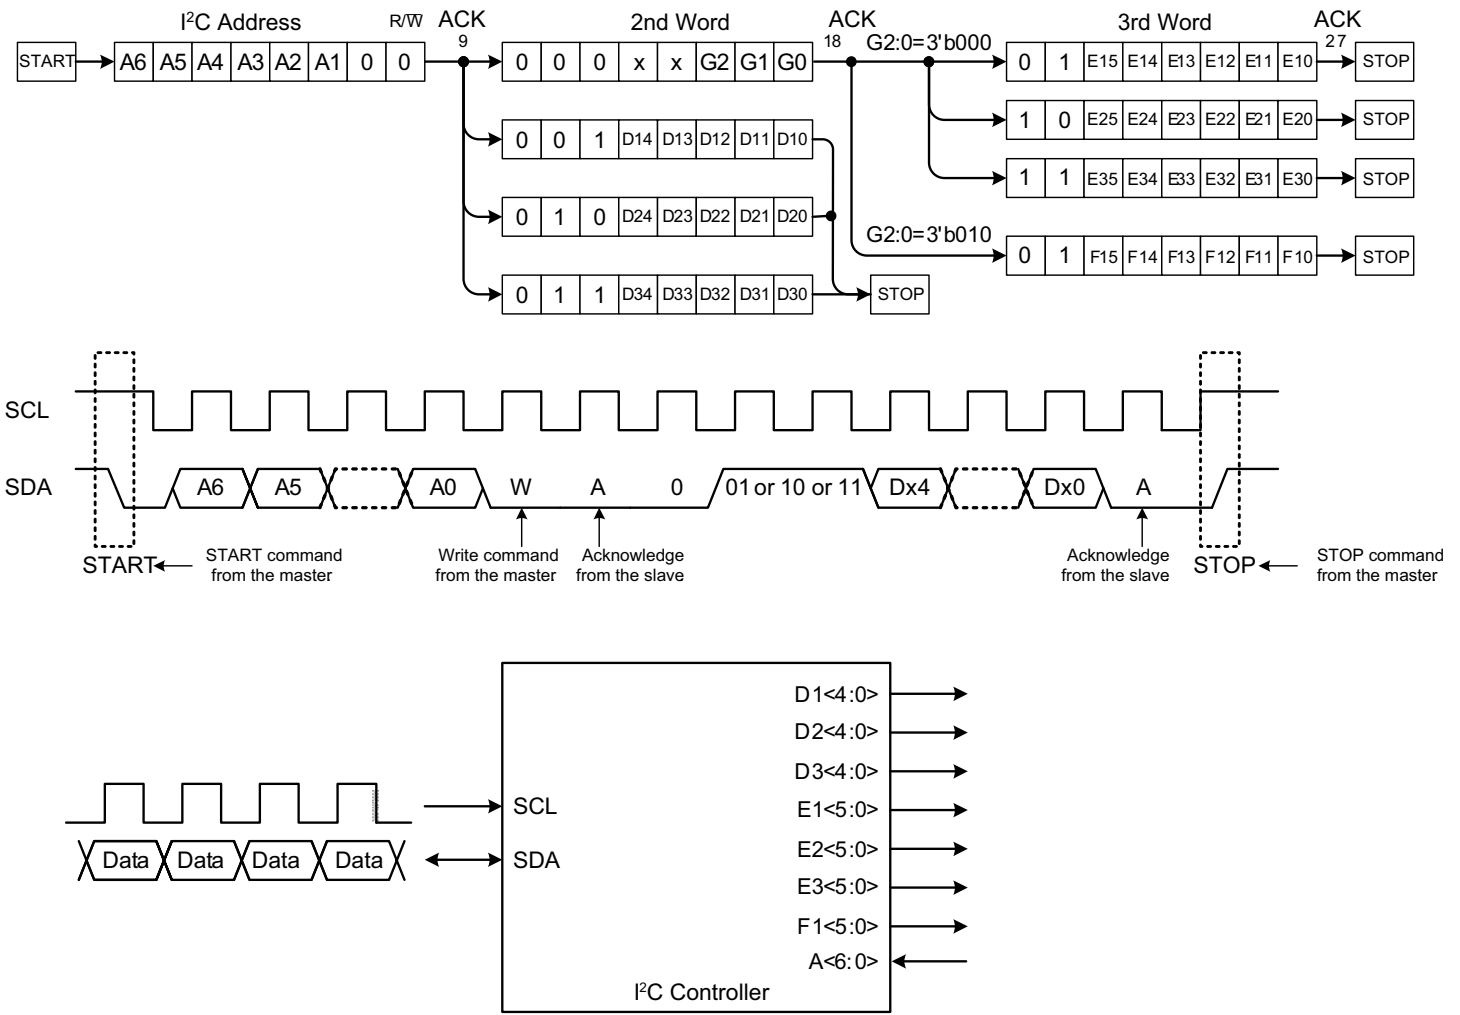 I²C Address R/W̅ ACK 2nd Word ACK 3rd Word ACK
9 18 G2:0=3'b000 27
START A6 A5 A4 A3 A2 A1 0 0 0 0 0 x x G2 G1 G0 0 1 E15 E14 E13 E12 E11 E10 STOP
1 0 E25 E24 E23 E22 E21 E20 STOP
0 0 1 D14 D13 D12 D11 D10
1 1 E35 E34 E33 E32 E31 E30 STOP
0 1 0 D24 D23 D22 D21 D20
G2:0=3'b010
0 1 F15 F14 F13 F12 F11 F10 STOP
0 1 1 D34 D33 D32 D31 D30 STOP
SCL
SDA A6 A5 A0 W A 0 01 or 10 or 11 Dx4 Dx0 A
START START command
from the master
Write command
from the master
Acknowledge
from the slave
Acknowledge
from the slave
STOP STOP command
from the master
D1<4:0>
D2<4:0>
D3<4:0>
E1<5:0>
SCL
E2<5:0>
Data Data Data Data SDA
E3<5:0>
F1<5:0>
A<6:0>
I²C Controller